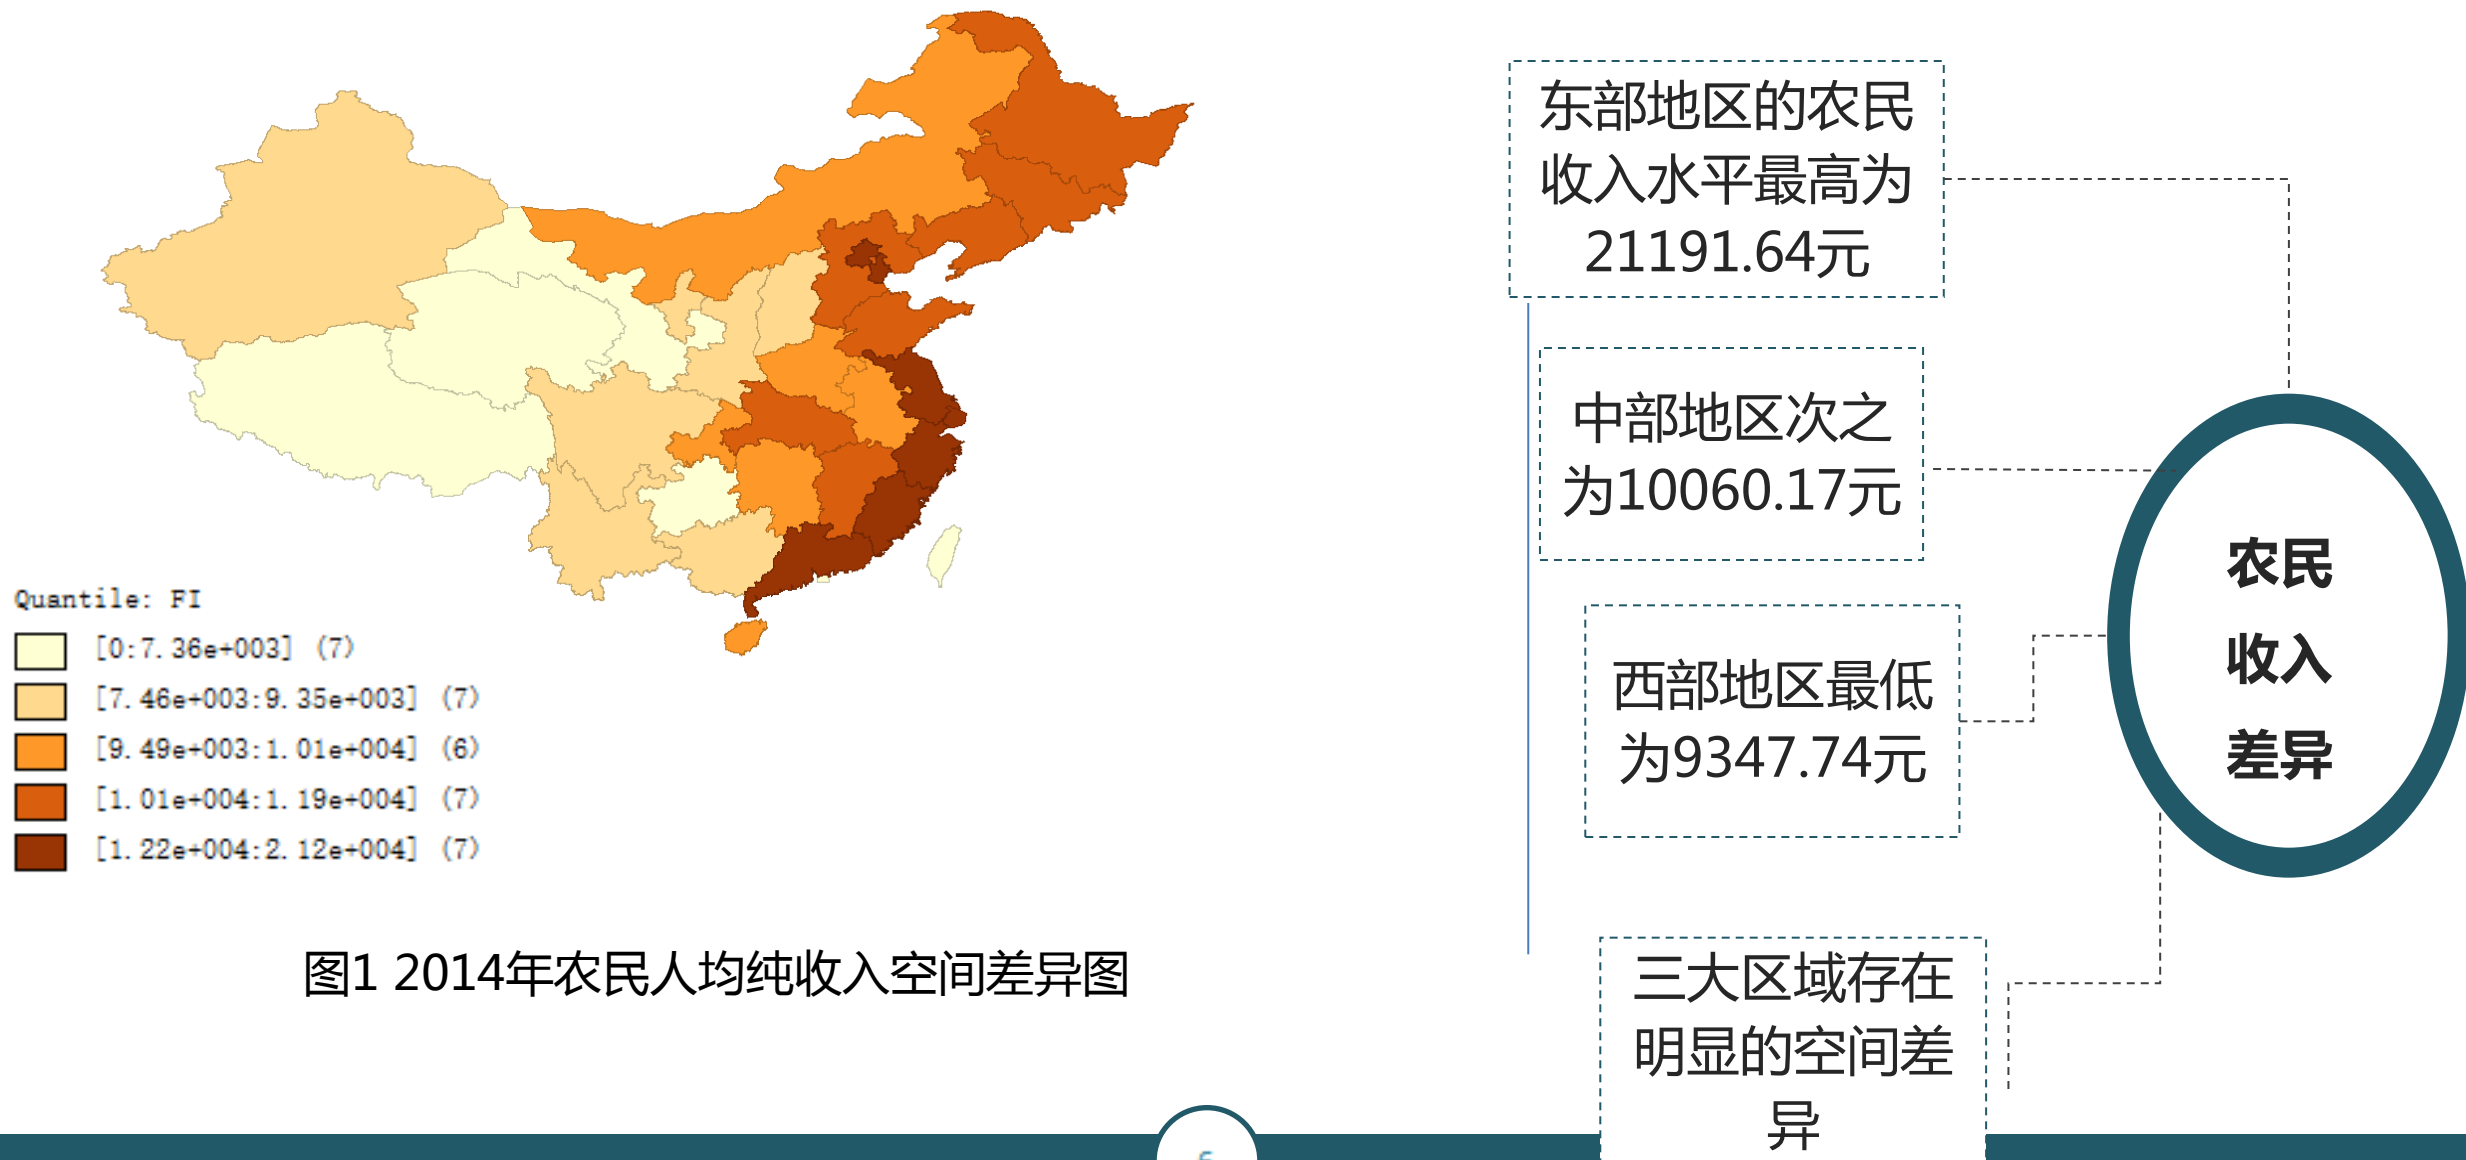 Quantile: FI
[0:7.36e+003] (7)
[7.46e+003:9.35e+003] (7)
[9.49e+003:1.01e+004] (6)
[1.01e+004:1.19e+004] (7)
[1.22e+004:2.12e+004] (7)
图1 2014年农民人均纯收入空间差异图
东部地区的农民
收入水平最高为
21191.64元
中部地区次之
为10060.17元
西部地区最低
为9347.74元
三大区域存在
明显的空间差
异
农民
收入
差异